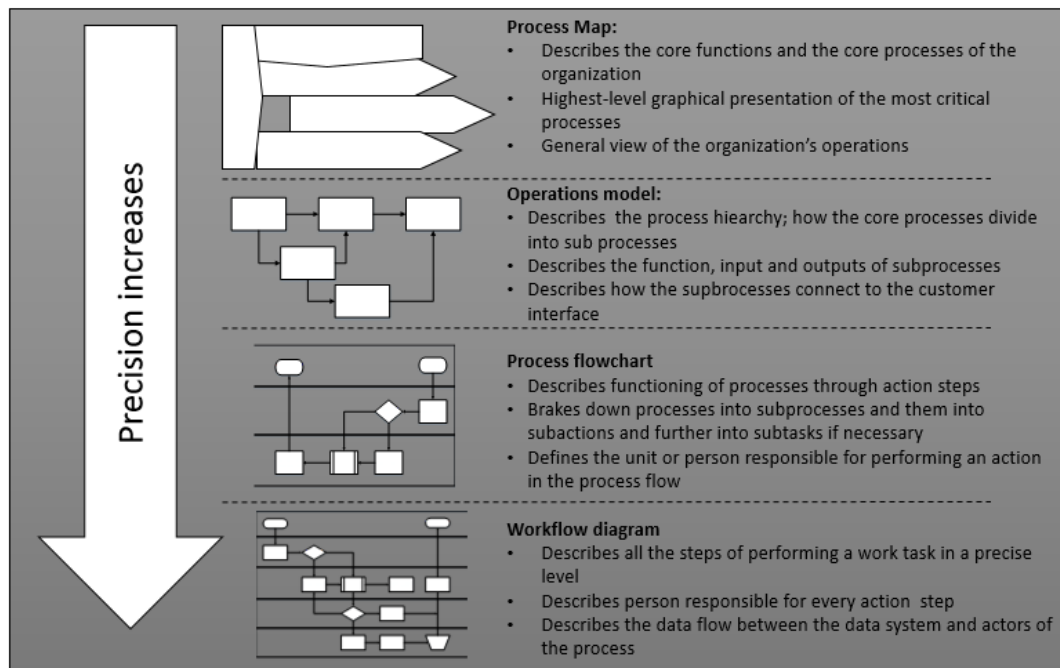 Precision increases
Process Map:
• Describes the core functions and the core processes of the
organization
• Highest-level graphical presentation of the most critical
processes
• General view of the organization's operations
Operations model:
• Describes the process hiearchy; how the core processes divide
into sub processes
• Describes the function, input and outputs of subprocesses
• Describes how the supbrocesses connect to the customer
interface
Process flowchart
• Describes functioning of processes through action steps
• Brakes down processes into subprocesses and them into
subactions and further into subtasks if necessary
• Defines the unit or person responsible for performing an action
in the process flow
Workflow diagram
• Describes all the steps of performing a work task in a precise
level
• Describes person responsible for every action step
• Describes the data flow between the data system and actors of
the process